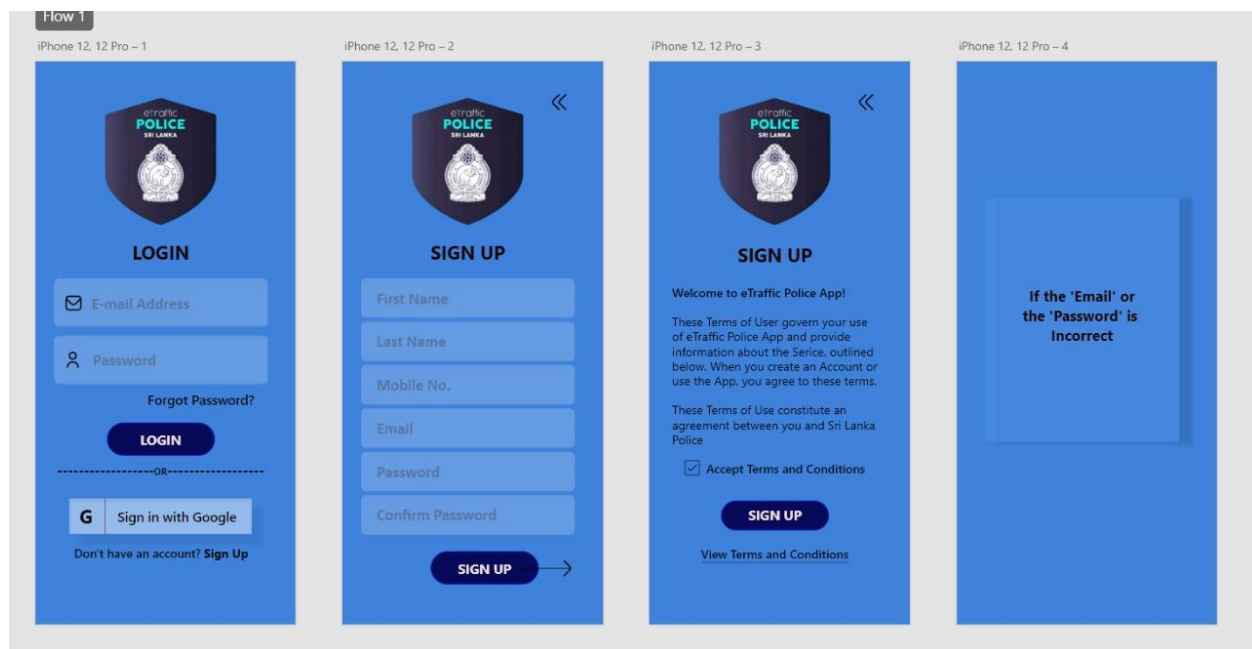 Flow 1
iPhone 12, 12 Pro – 1
eTraffic
POLICE
SRI LANKA
LOGIN
E-mail Address
Password
Forgot Password?
LOGIN
OR
G Sign in with Google
Don't have an account? Sign Up
iPhone 12, 12 Pro – 2
eTraffic
POLICE
SRI LANKA
SIGN UP
First Name
Last Name
Mobile No.
Email
Password
Confirm Password
SIGN UP
iPhone 12, 12 Pro – 3
eTraffic
POLICE
SRI LANKA
SIGN UP
Welcome to eTraffic Police App!
These Terms of User govern your use
of eTraffic Police App and provide
information about the Serice, outlined
below. When you create an Account or
use the App, you agree to these terms.
These Terms of Use constitute an
agreement between you and Sri Lanka
Police
Accept Terms and Conditions
SIGN UP
View Terms and Conditions
iPhone 12, 12 Pro – 4
If the 'Email' or
the 'Password' is
Incorrect